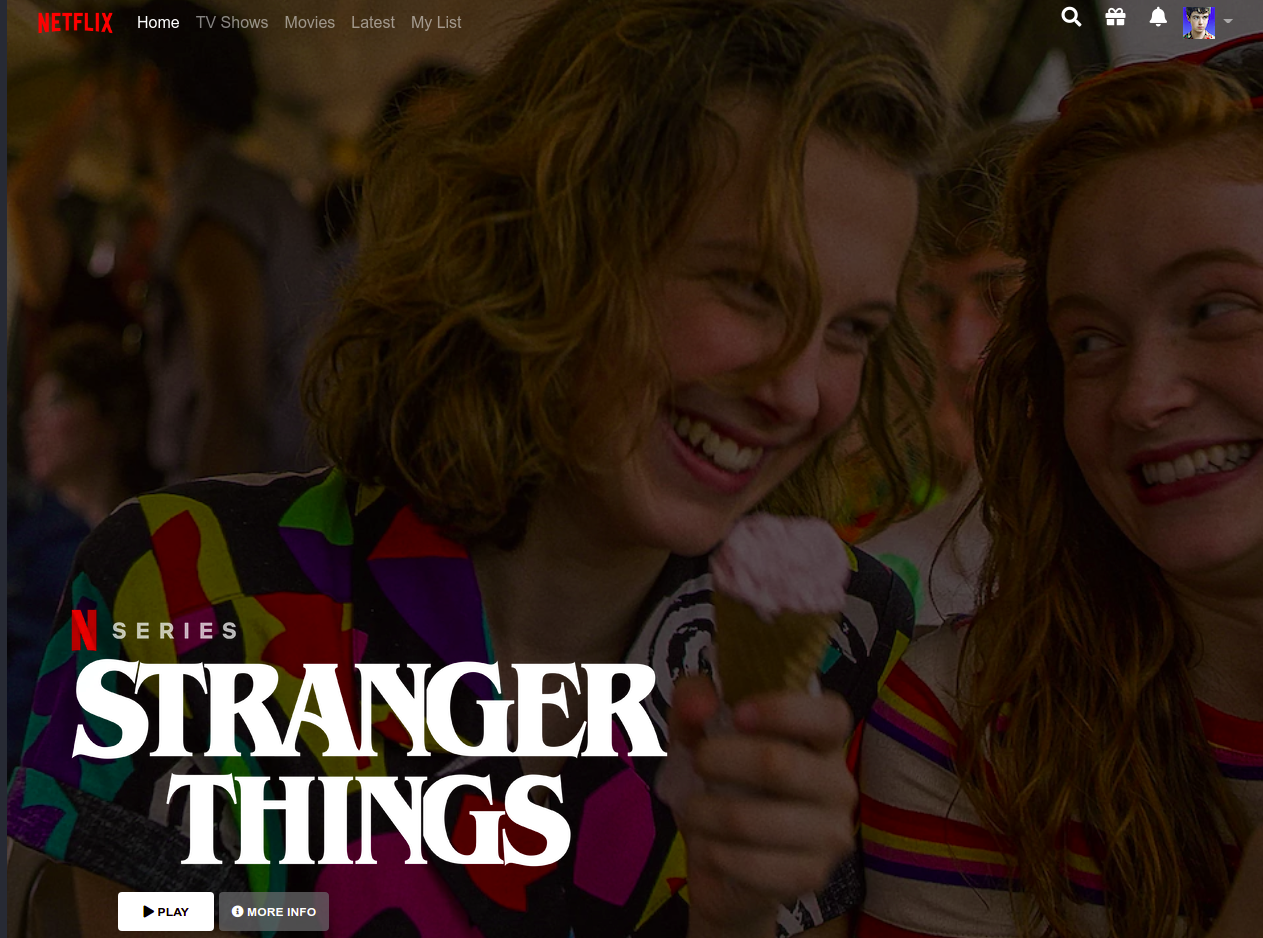 NETFLIX Home TV Shows Movies Latest My List
N SERIES
STRANGER
THINGS
PLAY MORE INFO